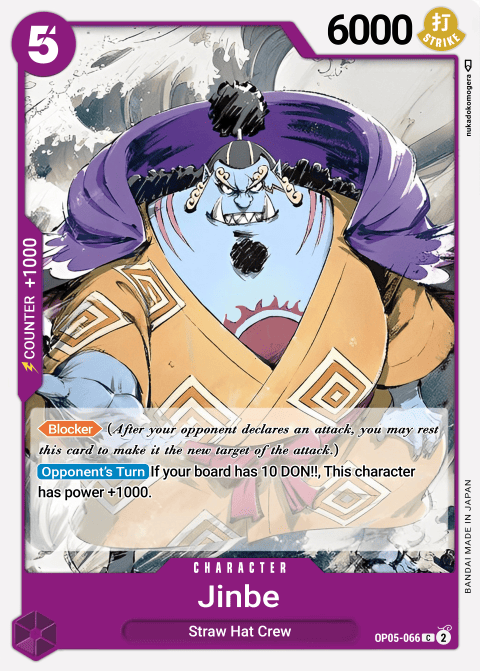 5
6000
打
STRIKE
nukadokomogera
COUNTER +1000
Blocker (After your opponent declares an attack, you may rest
this card to make it the new target of the attack.)
Opponent's Turn If your board has 10 DON!!, This character
has power +1000.
BANDAI MADE IN JAPAN
CHARACTER
Jinbe
Straw Hat Crew
OP05-066 C 2